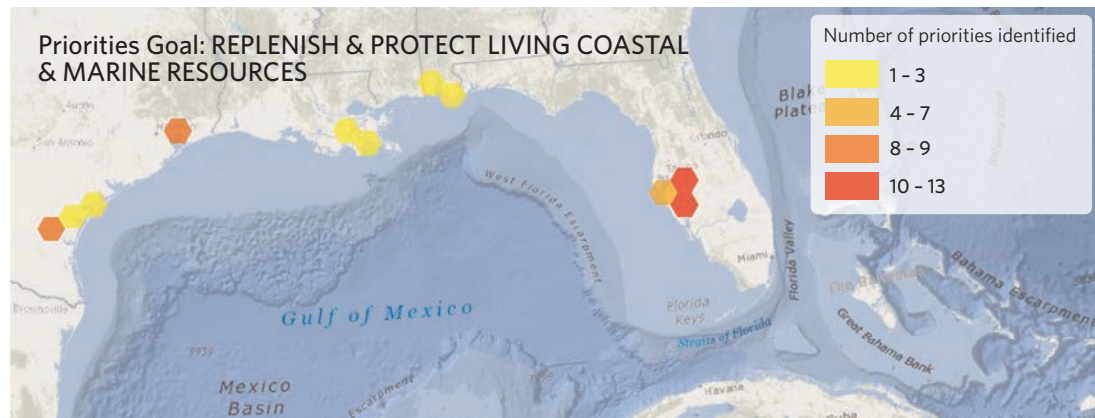 Priorities Goal: REPLENISH & PROTECT LIVING COASTAL
& MARINE RESOURCES
Number of priorities identified
1 – 3
4 – 7
8 – 9
10 – 13
Austin
San Antonio
Brownsville
Orlando
Tampa
Miami
Blake
Plateau
West Florida Escarpment
Florida Valley
Florida
Keys
Straits of Florida
The Bahamas
Bahama Escarpment
Great Bahama Bank
Gulf of Mexico
3939
Mexico
Basin
Escarpment
Havana
Cuba